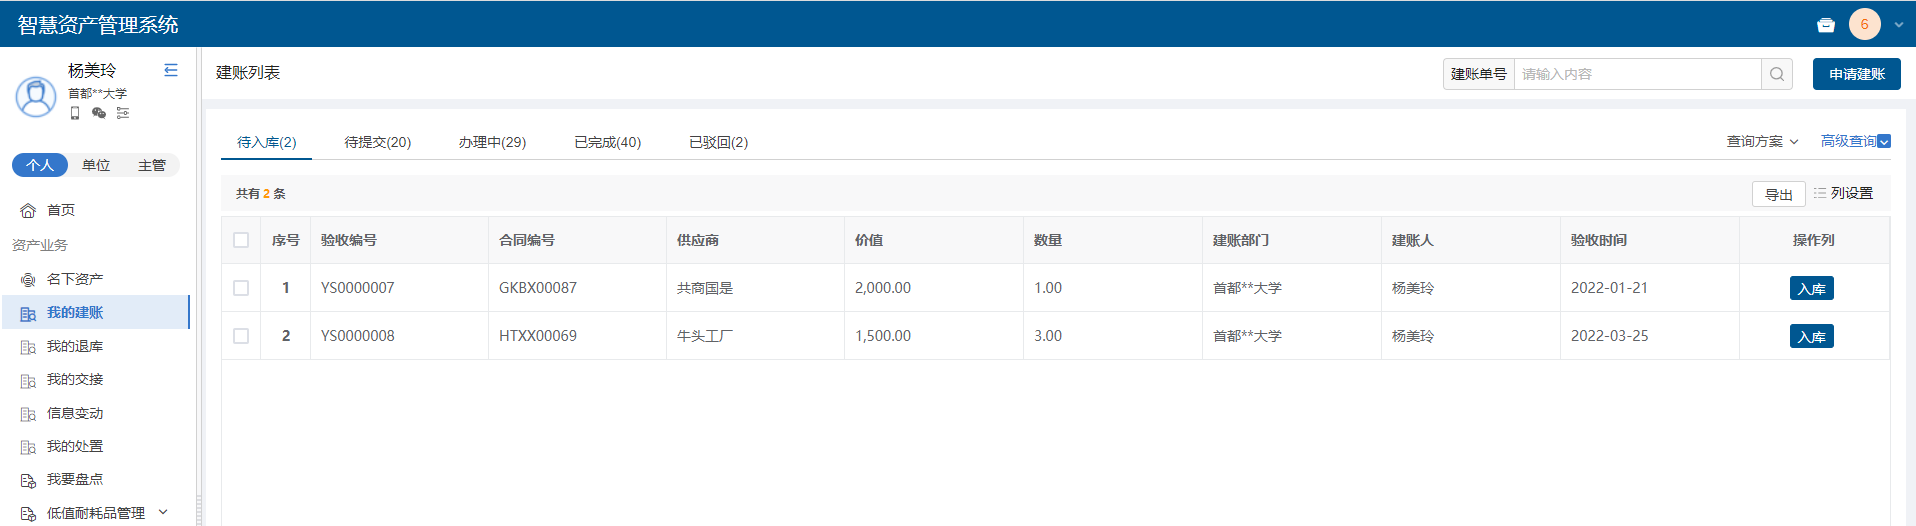 智慧资产管理系统
6
杨美玲
首都**大学
个人 单位 主管
首页
资产业务
名下资产
我的建账
我的退库
我的交接
信息变动
我的处置
我要盘点
低值耐耗品管理
建账列表
建账单号 请输入内容
申请建账
待入库(2) 待提交(20) 办理中(29) 已完成(40) 已驳回(2)
查询方案 高级查询
共有 2 条
导出 列设置
序号 验收编号 合同编号 供应商 价值 数量 建账部门 建账人 验收时间 操作列
1 YS0000007 GKBX00087 共商国是 2,000.00 1.00 首都**大学 杨美玲 2022-01-21 入库
2 YS0000008 HTXX00069 牛头工厂 1,500.00 3.00 首都**大学 杨美玲 2022-03-25 入库